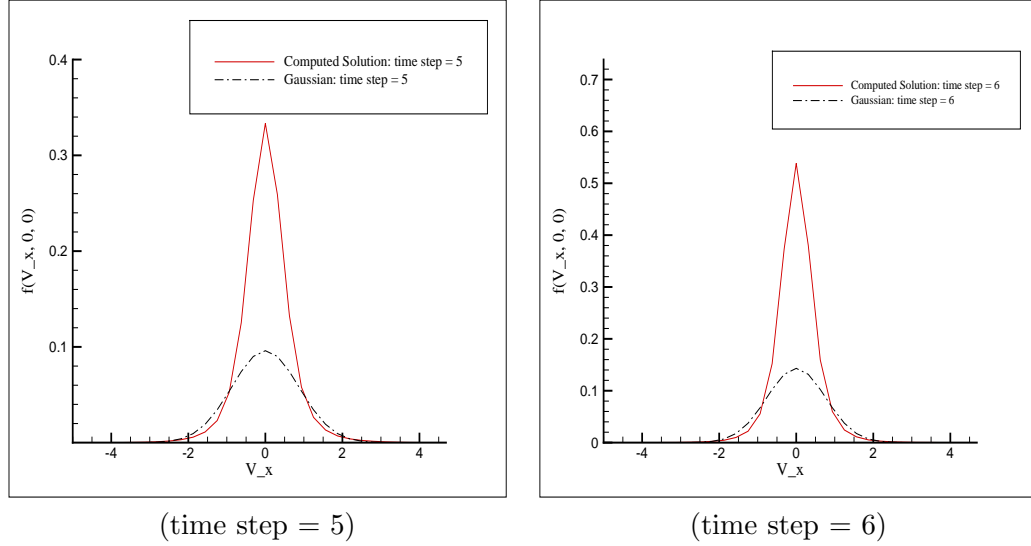 Computed Solution: time step = 5
Gaussian: time step = 5
0.4
0.3
0.2
0.1
f(V_x, 0, 0)
-4
-2
0
2
4
V_x
(time step = 5)
Computed Solution: time step = 6
Gaussian: time step = 6
0.7
0.6
0.5
0.4
0.3
0.2
0.1
0
f(V_x, 0, 0)
-4
-2
0
2
4
V_x
(time step = 6)